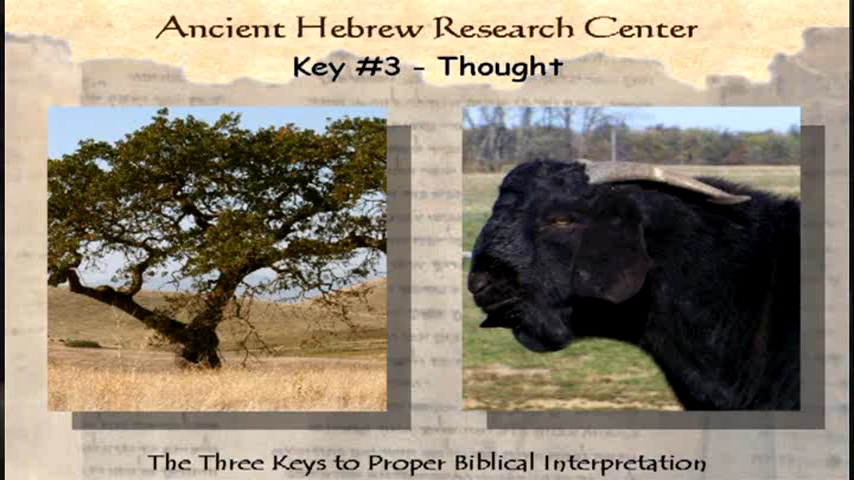 Ancient Hebrew Research Center
Key #3 - Thought
The Three Keys to Proper Biblical Interpretation